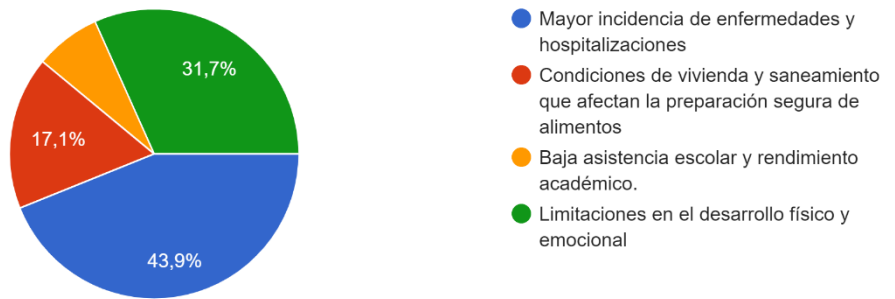 31,7%
17,1%
43,9%
Mayor incidencia de enfermedades y
hospitalizaciones
Condiciones de vivienda y saneamiento
que afectan la preparación segura de
alimentos
Baja asistencia escolar y rendimiento
académico.
Limitaciones en el desarrollo físico y
emocional